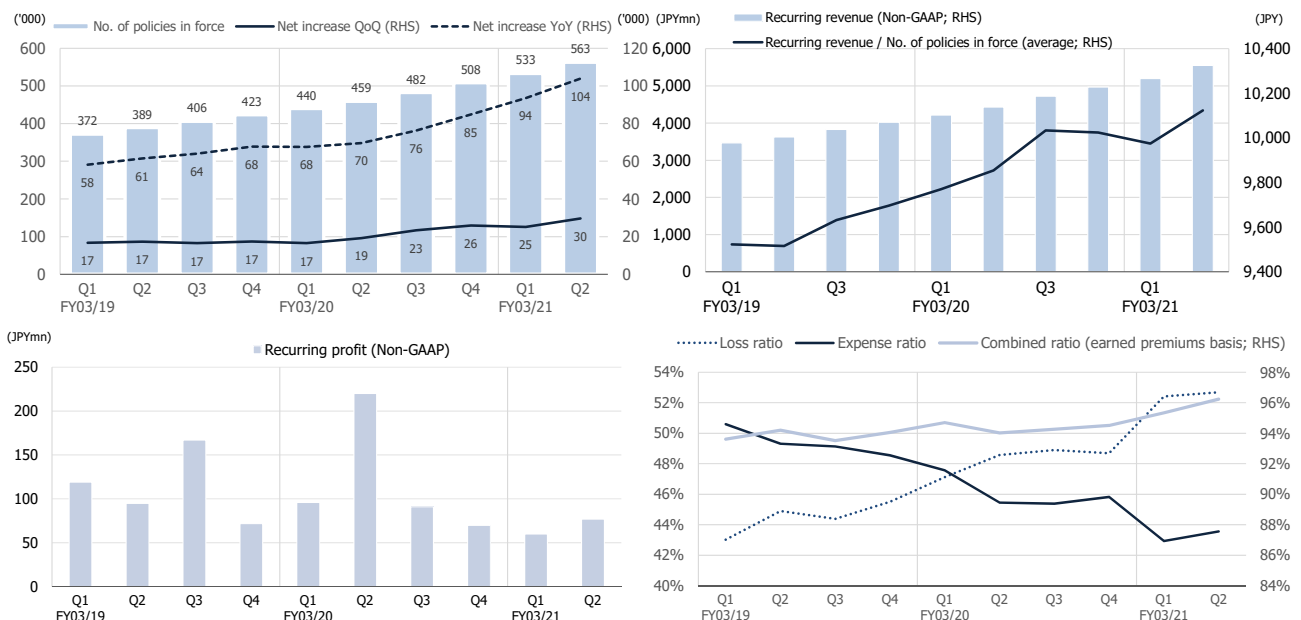 ('000)
No. of policies in force
Net increase QoQ (RHS)
Net increase YoY (RHS)
('000)
600
500
400
300
200
100
0
120
100
80
60
40
20
0
372
389
406
423
440
459
482
508
533
563
58
61
64
68
68
70
76
85
94
104
17
17
17
17
17
19
23
26
25
30
Q1
Q2
Q3
Q4
Q1
Q2
Q3
Q4
Q1
Q2
FY03/19
FY03/20
FY03/21
(JPYmn)
Recurring revenue (Non-GAAP; RHS)
Recurring revenue / No. of policies in force (average; RHS)
(JPY)
6,000
5,000
4,000
3,000
2,000
1,000
0
10,400
10,200
10,000
9,800
9,600
9,400
Q1
Q3
Q1
Q3
Q1
FY03/19
FY03/20
FY03/21
(JPYmn)
Recurring profit (Non-GAAP)
250
200
150
100
50
0
Q1
Q2
Q3
Q4
Q1
Q2
Q3
Q4
Q1
Q2
FY03/19
FY03/20
FY03/21
Loss ratio
Expense ratio
Combined ratio (earned premiums basis; RHS)
54%
52%
50%
48%
46%
44%
42%
40%
98%
96%
94%
92%
90%
88%
86%
84%
Q1
Q2
Q3
Q4
Q1
Q2
Q3
Q4
Q1
Q2
FY03/19
FY03/20
FY03/21